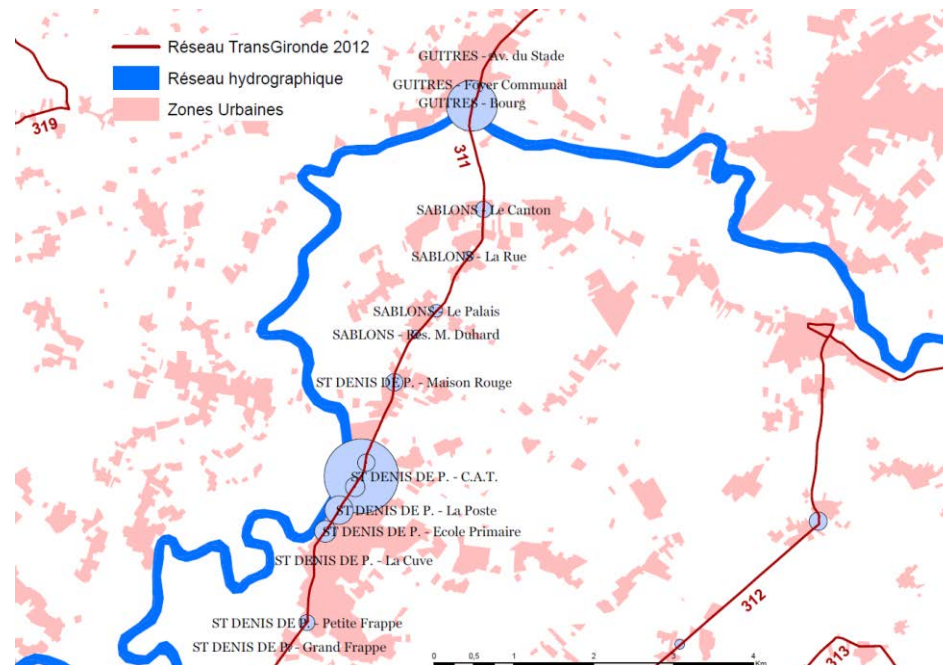 Réseau TransGironde 2012
Réseau hydrographique
Zones Urbaines
319
GUITRES - Av. du Stade
GUITRES - Foyer Communal
GUITRES - Bourg
311
SABLONS - Le Canton
SABLONS - La Rue
SABLONS - Le Palais
SABLONS - Res. M. Duhard
ST DENIS DE P. - Maison Rouge
ST DENIS DE P. - C.A.T.
ST DENIS DE P. - La Poste
ST DENIS DE P. - Ecole Primaire
ST DENIS DE P. - La Cuve
312
ST DENIS DE P. - Petite Frappe
ST DENIS DE P. - Grand Frappe
313
0 0,5 1 2 3 4
Km